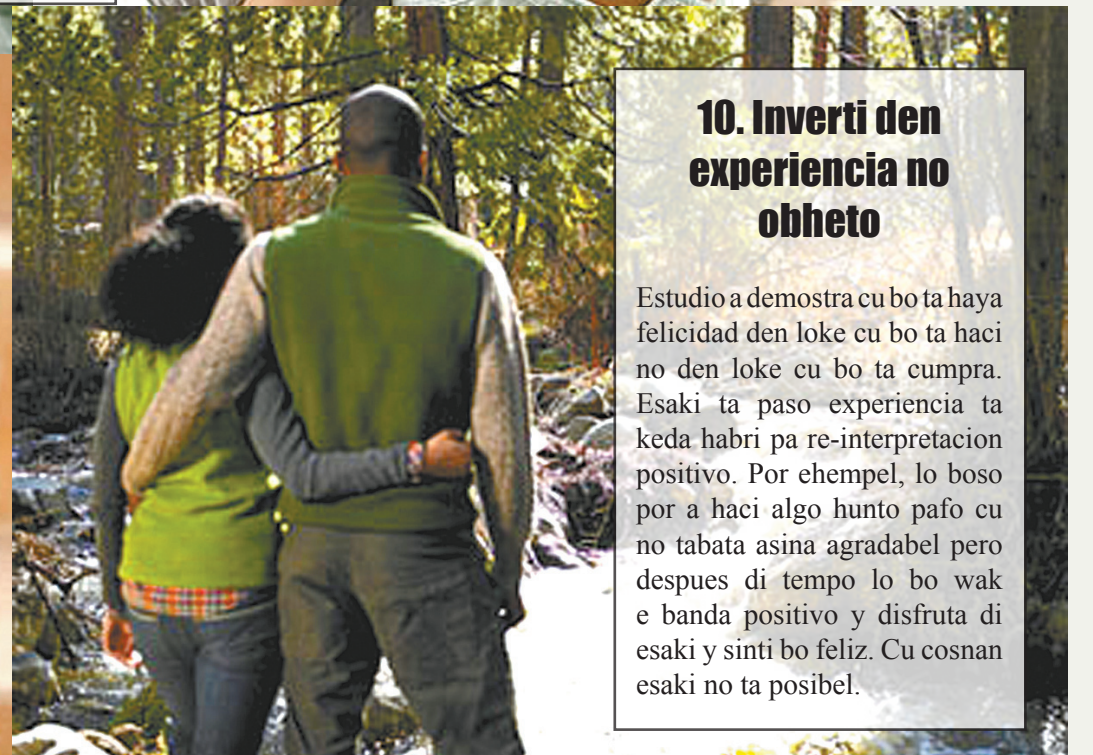 10. Inverti den
experiencia no
obheto
Estudio a demostra cu bo ta haya
felicidad den loke cu bo ta haci
no den loke cu bo ta cumpra.
Esaki ta paso experiencia ta
keda habri pa re-interpretacion
positivo. Por ehempel, lo boso
por a haci algo hunto pafo cu
no tabata asina agradabel pero
despues di tempo lo bo wak
e banda positivo y disfruta di
esaki y sinti bo feliz. Cu cosnan
esaki no ta posibel.